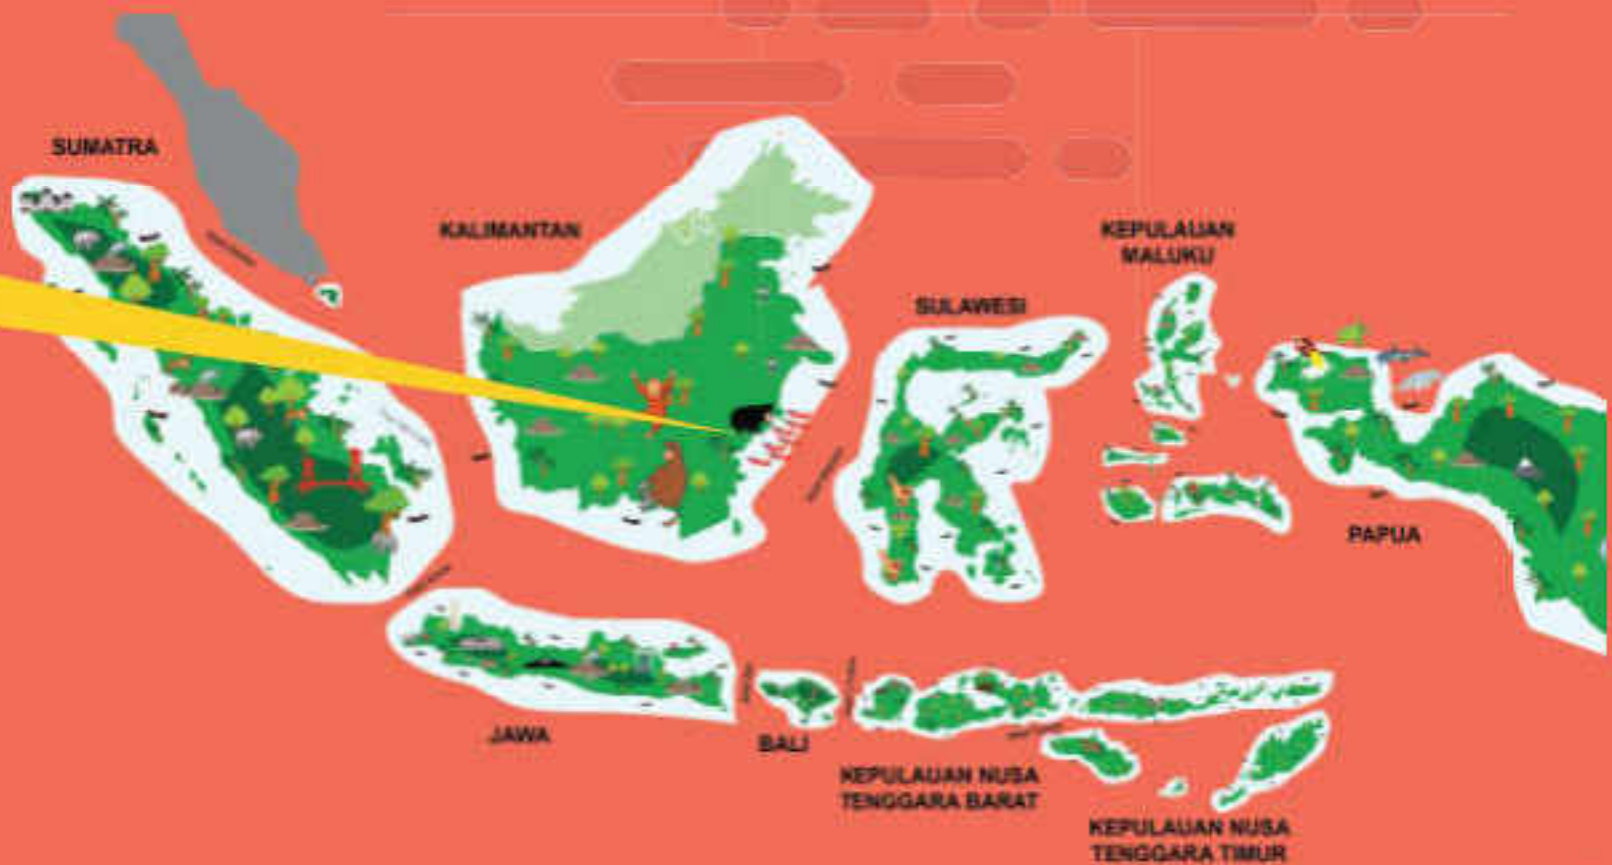 SUMATRA
KALIMANTAN
KEPULAUAN
MALUKU
SULAWESI
PAPUA
JAWA
BALI
KEPULAUAN NUSA
TENGGARA BARAT
KEPULAUAN NUSA
TENGGARA TIMUR